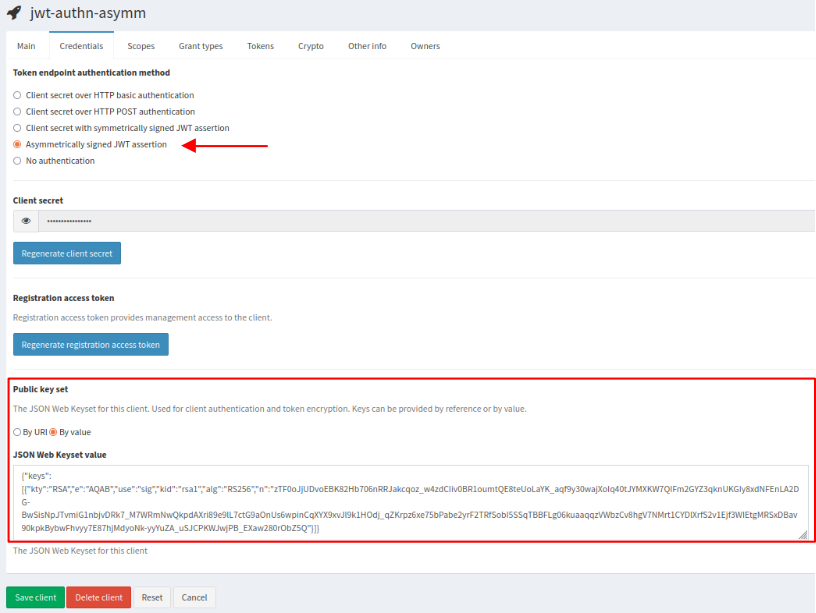 jwt-authn-asymm
Main Credentials Scopes Grant types Tokens Crypto Other info Owners
Token endpoint authentication method
Client secret over HTTP basic authentication
Client secret over HTTP POST authentication
Client secret with symmetrically signed JWT assertion
Asymmetrically signed JWT assertion
No authentication
Client secret
••••••••••••••••
Regenerate client secret
Registration access token
Registration access token provides management access to the client.
Regenerate registration access token
Public key set
The JSON Web Keyset for this client. Used for client authentication and token encryption. Keys can be provided by reference or by value.
By URI By value
JSON Web Keyset value
{"keys":
[{"kty":"RSA","e":"AQAB","use":"sig","kid":"rsa1","alg":"RS256","n":"zTF0oJjUDvoEBK82Hb706nRRJakcqoz_w4zdCIiv0BR1oumtQE8teUoLaYK_aqf9y30wajXoIq40tJYMXKW7QIFm2GYZ3qknUKGIy8xdNFEnLA2D
G-
BwSisNpJTvmiG1nbjvDRk7_M7WRmNwQkpdAXri89e9lL7ctG9aOnUs6wpinCqXYX9xvJl9k1HOdj_qZKrpz6xe75bPabe2yrF2TRfSobI5SSqTBBFLg06kuaaqqzVWbzCv8hgV7NMrt1CYDIXrfS2v1Ejf3WIEtgMRSxDBav
90kpkBybwFhvyy7E87hjMdyoNk-yyYuZA_uSJCPKWJwjPB_EXaw280rObZ5Q"}]}
The JSON Web Keyset for this client
Save client Delete client Reset Cancel